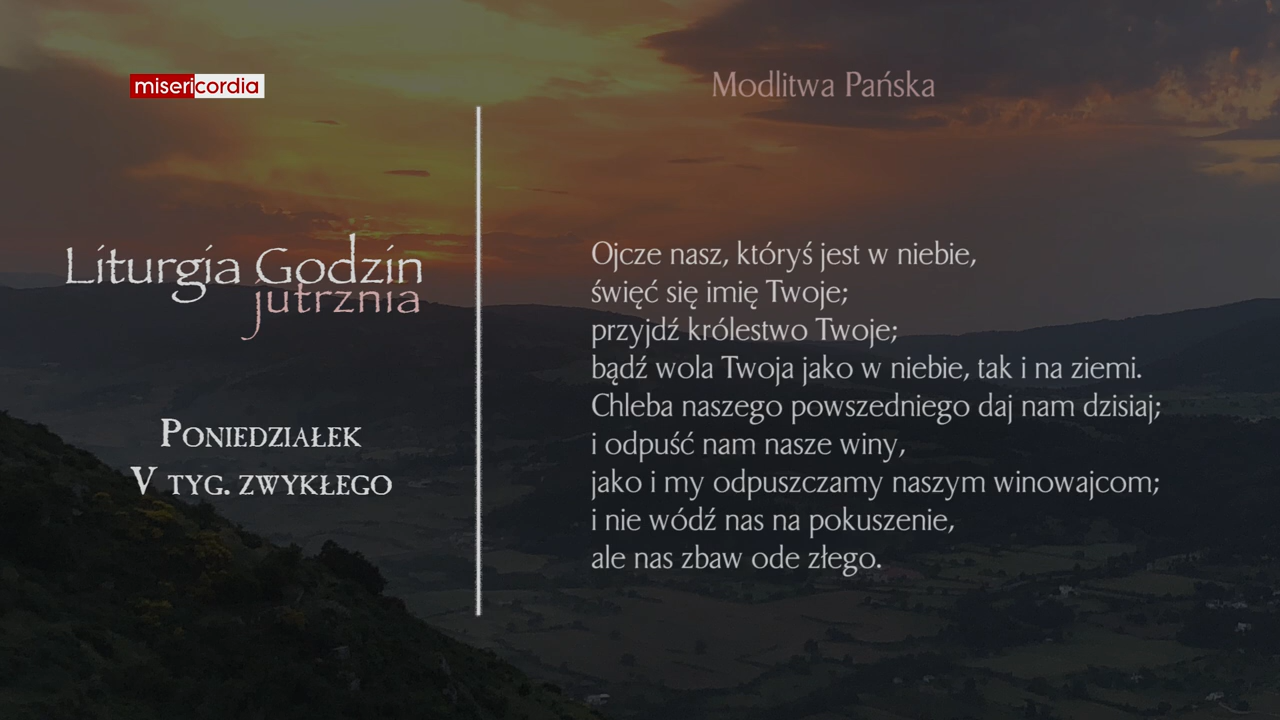 misericordia
Liturgia Godzin
jutrznia
Poniedziałek
V tyg. zwykłego
Modlitwa Pańska
Ojcze nasz, któryś jest w niebie,
święć się imię Twoje;
przyjdź królestwo Twoje;
bądź wola Twoja jako w niebie, tak i na ziemi.
Chleba naszego powszedniego daj nam dzisiaj;
i odpuść nam nasze winy,
jako i my odpuszczamy naszym winowajcom;
i nie wódź nas na pokuszenie,
ale nas zbaw ode złego.